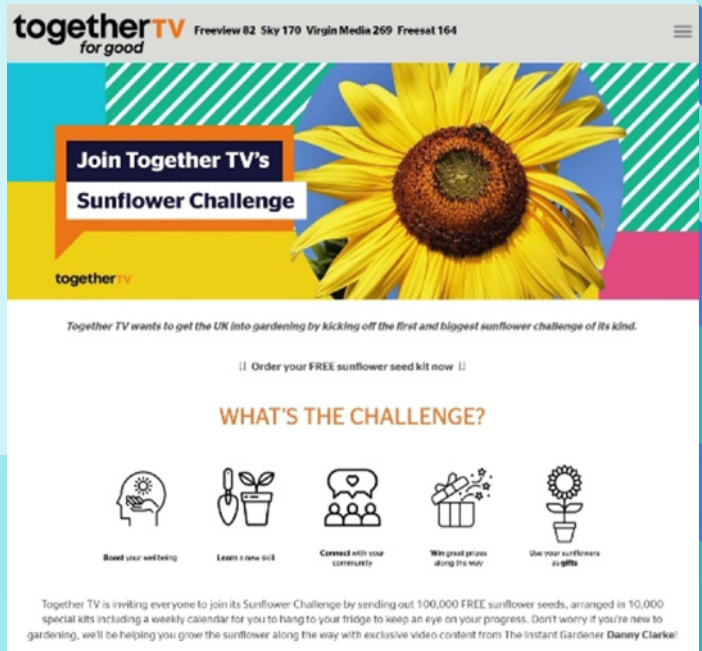 togetherTV
for good
Freeview 82 Sky 170 Virgin Media 269 Freesat 164
Join Together TV's
Sunflower Challenge
togetherTV
Together TV wants to get the UK into gardening by kicking off the first and biggest sunflower challenge of its kind.
Order your FREE sunflower seed kit now
WHAT'S THE CHALLENGE?
Boost your wellbeing
Learn a new skill
Connect with your
community
Win great prizes
along the way
Use your sunflowers
as gifts
Together TV is inviting everyone to join its Sunflower Challenge by sending out 100,000 FREE sunflower seeds, arranged in 10,000
special kits including a weekly calendar for you to hang to your fridge to keep an eye on your progress. Don't worry if you're new to
gardening, we'll be helping you grow the sunflower along the way with exclusive video content from The Instant Gardener Danny Clarke!